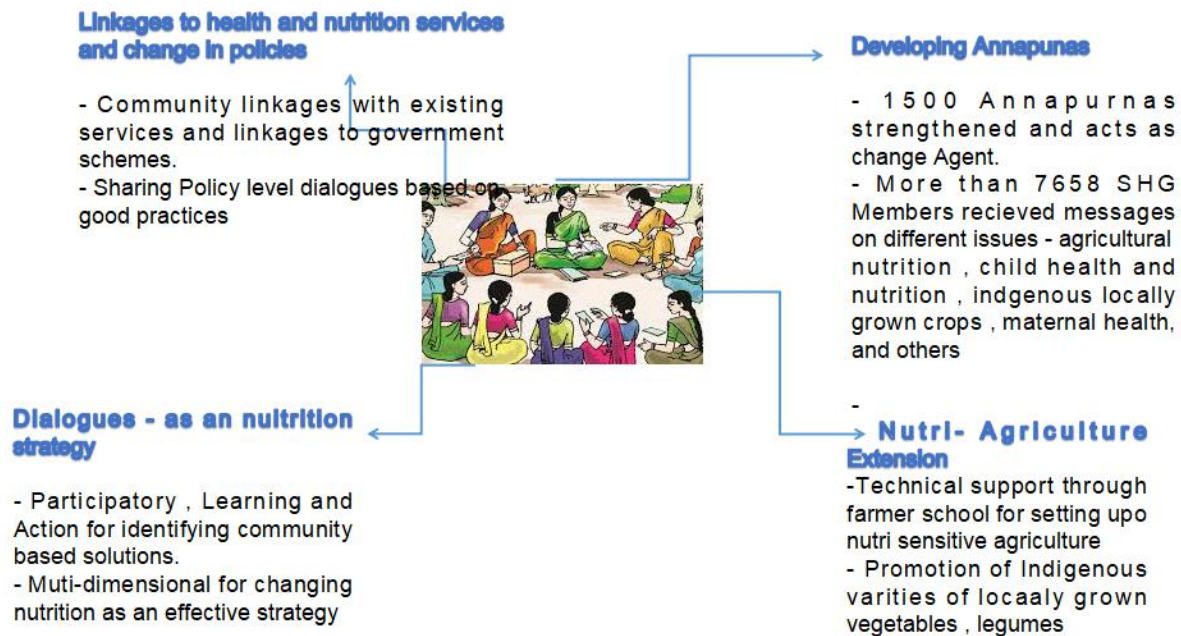 Linkages to health and nutrition services
and change in policies
- Community linkages with existing
services and linkages to government
schemes.
- Sharing Policy level dialogues based on
good practices
Developing Annapunas
- 1500 Annapurnas
strengthened and acts as
change Agent.
- More than 7658 SHG
Members recieved messages
on different issues - agricultural
nutrition , child health and
nutrition , indgenous locally
grown crops , maternal health,
and others
-
Dialogues - as an nuitrition
strategy
- Participatory , Learning and
Action for identifying community
based solutions.
- Muti-dimensional for changing
nutrition as an effective strategy
Nutri- Agriculture
Extension
-Technical support through
farmer school for setting upo
nutri sensitive agriculture
- Promotion of Indigenous
varities of locaaly grown
vegetables , legumes